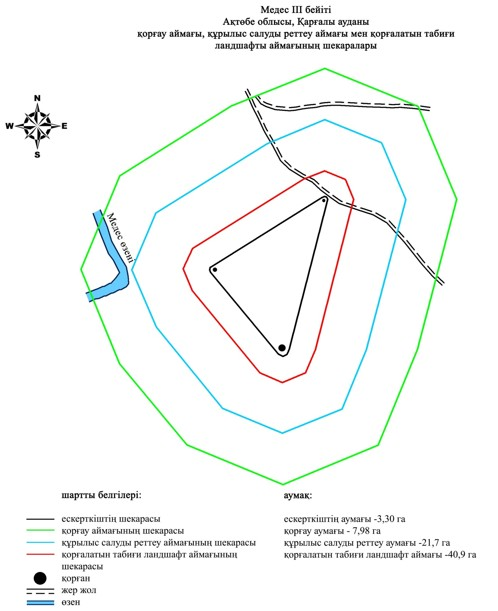 Медес III бейіті
Ақтөбе облысы, Қарғалы ауданы
қорғау аймағы, құрылыс салуды реттеу аймағы мен қорғалатын табиғи
ландшафты аймағының шекаралары
N
W E
S
Медес өзені
шартты белгілері: аумақ:
ескерткіштің шекарасы ескерткіштің аумағы -3,30 га
қорғау аймағының шекарасы қорғау аймағы - 7,98 га
құрылыс салуды реттеу аймағының шекарасы құрылыс салуды реттеу аумағы -21,7 га
қорғалатын табиғи ландшафт аймағының қорғалатын табиғи ландшафт аймағы -40,9 га
шекарасы
қорған
жер жол
өзен